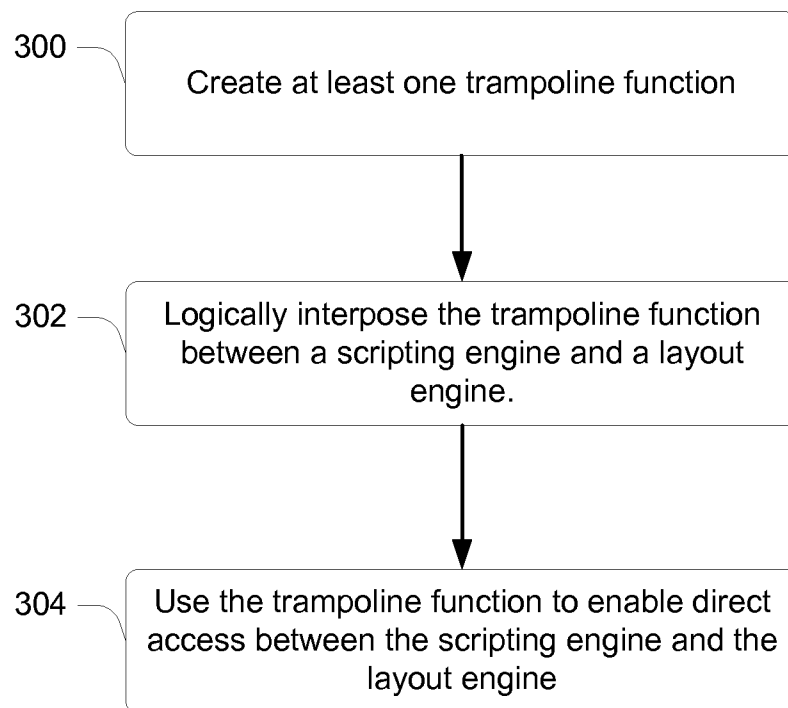 300
Create at least one trampoline function
302
Logically interpose the trampoline function
between a scripting engine and a layout
engine.
304
Use the trampoline function to enable direct
access between the scripting engine and the
layout engine